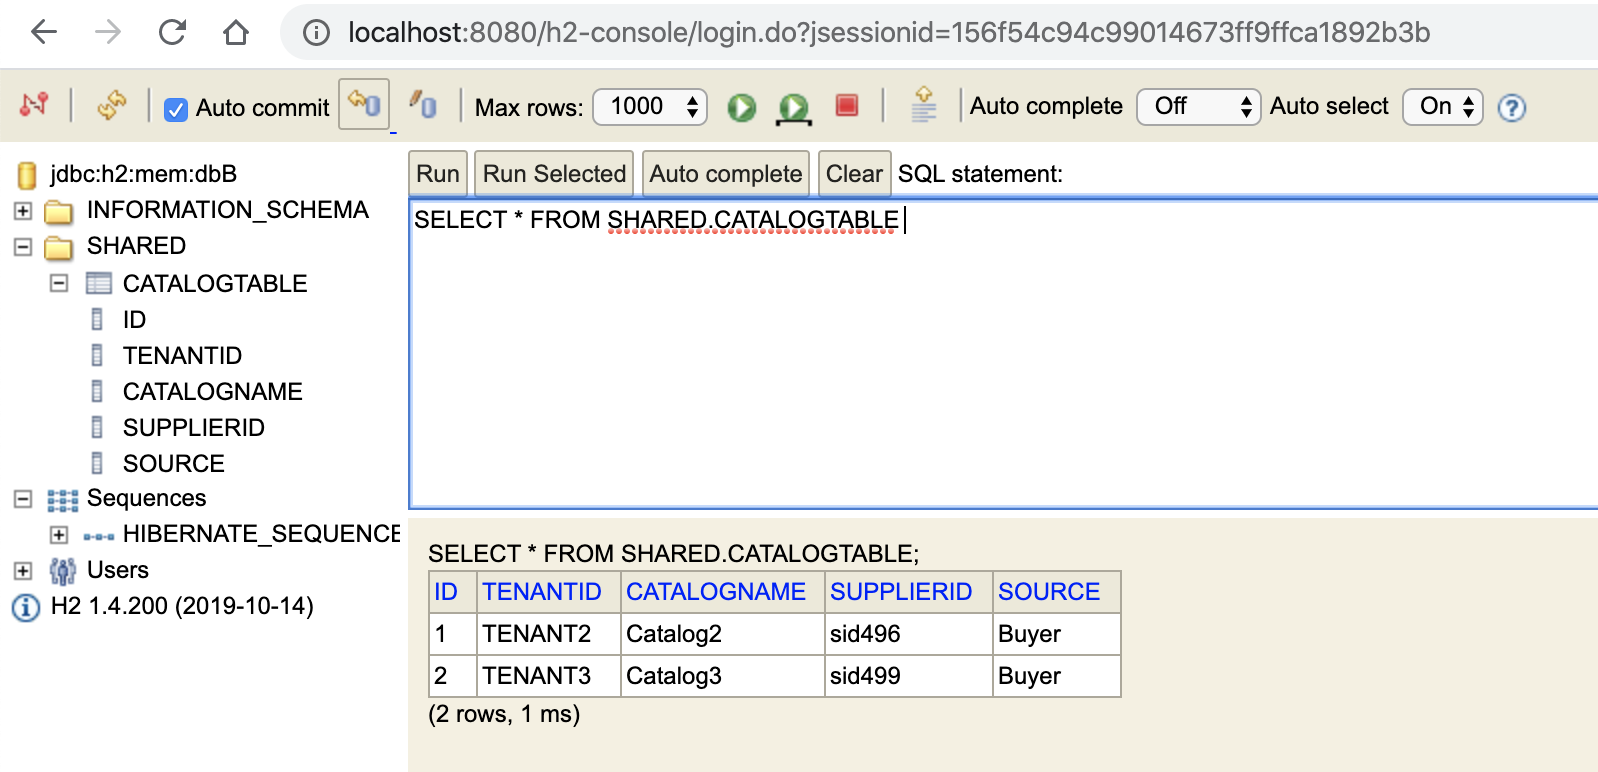 localhost:8080/h2-console/login.do?jsessionid=156f54c94c99014673ff9ffca1892b3b
Auto commit Max rows: 1000 Auto complete Off Auto select On
jdbc:h2:mem:dbB
INFORMATION_SCHEMA
SHARED
CATALOGTABLE
ID
TENANTID
CATALOGNAME
SUPPLIERID
SOURCE
Sequences
HIBERNATE_SEQUENCE
Users
H2 1.4.200 (2019-10-14)
Run Run Selected Auto complete Clear SQL statement:
SELECT * FROM SHARED.CATALOGTABLE
SELECT * FROM SHARED.CATALOGTABLE;
ID TENANTID CATALOGNAME SUPPLIERID SOURCE
1 TENANT2 Catalog2 sid496 Buyer
2 TENANT3 Catalog3 sid499 Buyer
(2 rows, 1 ms)